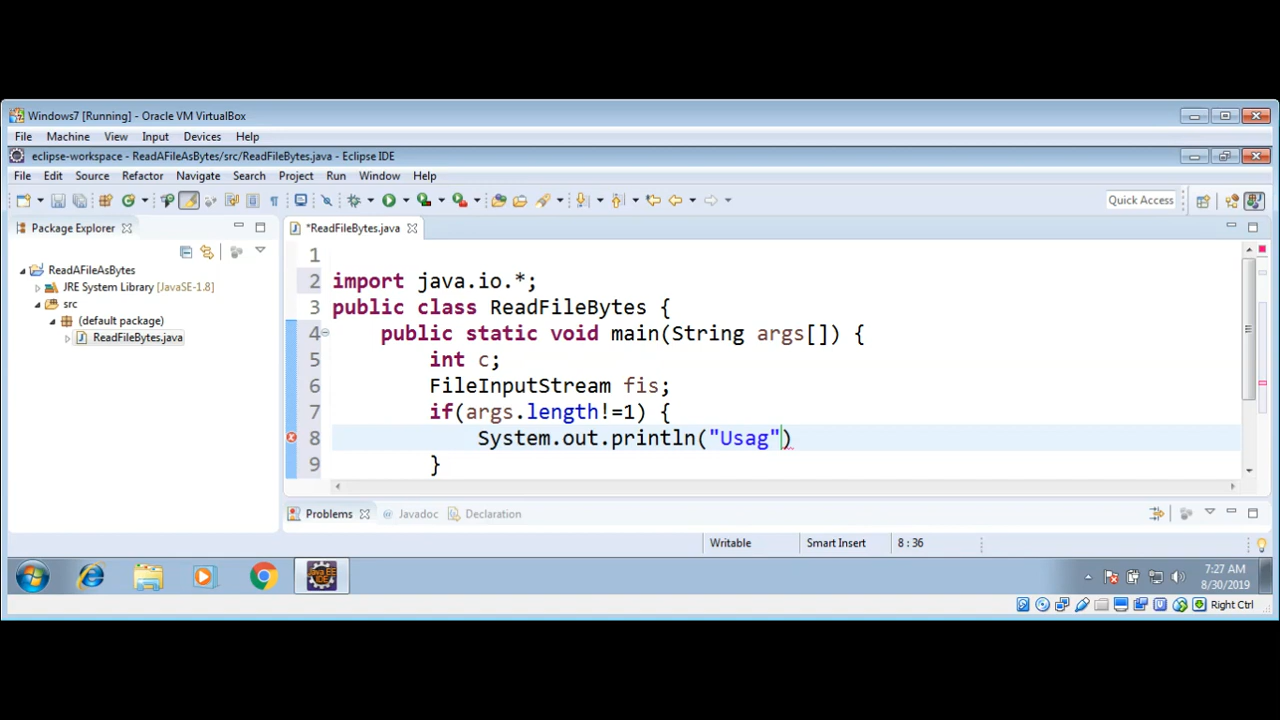 Windows7 [Running] - Oracle VM VirtualBox
File Machine View Input Devices Help
eclipse-workspace - ReadAFileAsBytes/src/ReadFileBytes.java - Eclipse IDE
File Edit Source Refactor Navigate Search Project Run Window Help
Quick Access
Package Explorer
*ReadFileBytes.java
ReadAFileAsBytes
JRE System Library [JavaSE-1.8]
src
(default package)
ReadFileBytes.java
1
2 import java.io.*;
3 public class ReadFileBytes {
4 public static void main(String args[]) {
5 int c;
6 FileInputStream fis;
7 if(args.length!=1) {
8 System.out.println("Usag")
9 }
Problems @ Javadoc Declaration
Writable Smart Insert 8 : 36
Java EE
IDE
7:27 AM
8/30/2019
Right Ctrl